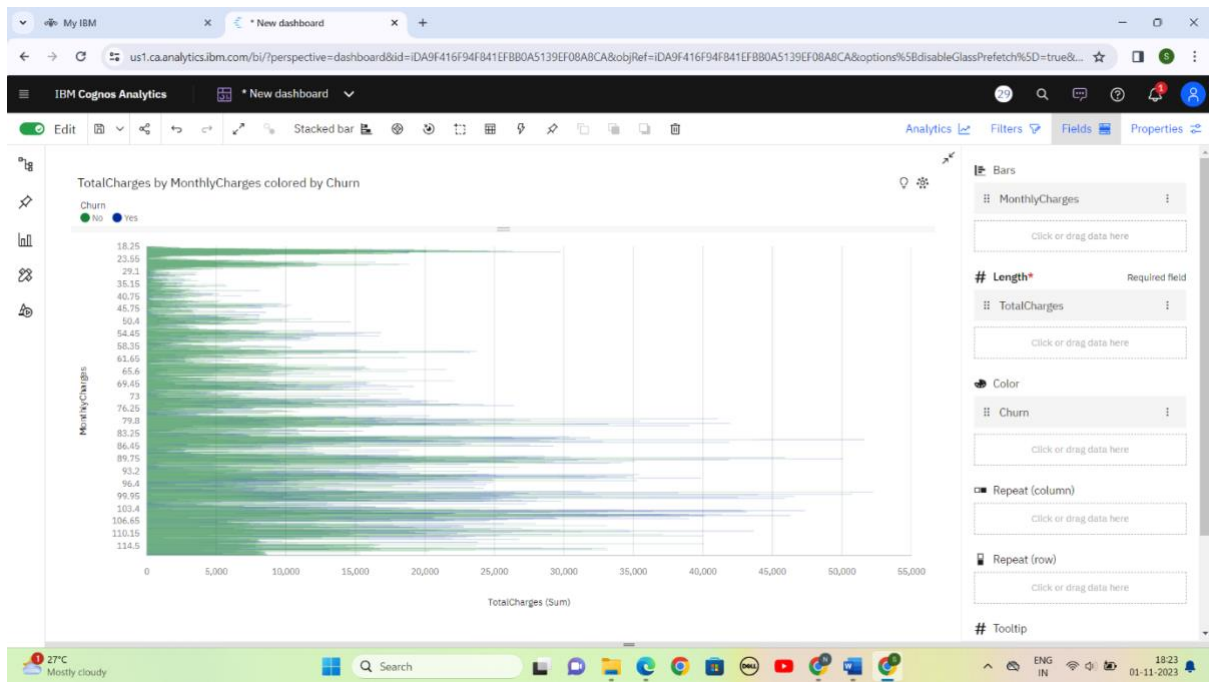 My IBM
* New dashboard
us1.ca.analytics.ibm.com/bi/?perspective=dashboard&id=iDA9F416F94F841EFBB0A5139EF08A8CA&objRef=iDA9F416F94F841EFBB0A5139EF08A8CA&options%5BdisableGlassPrefetch%5D=true&...
S
IBM Cognos Analytics
* New dashboard
29
1
Edit
Stacked bar
Analytics
Filters
Fields
Properties
TotalCharges by MonthlyCharges colored by Churn
Churn
No Yes
MonthlyCharges
18.25
23.55
29.1
35.15
40.75
45.75
50.4
54.45
58.35
61.65
65.6
69.45
73
76.25
79.8
83.25
86.45
89.75
93.2
96.4
99.95
103.4
106.65
110.15
114.5
0 5,000 10,000 15,000 20,000 25,000 30,000 35,000 40,000 45,000 50,000 55,000
TotalCharges (Sum)
Bars
MonthlyCharges
Click or drag data here
# Length* Required field
TotalCharges
Click or drag data here
Color
Churn
Click or drag data here
Repeat (column)
Click or drag data here
Repeat (row)
Click or drag data here
# Tooltip
1
27°C
Mostly cloudy
Search
DELL
ENG
IN
18:23
01-11-2023